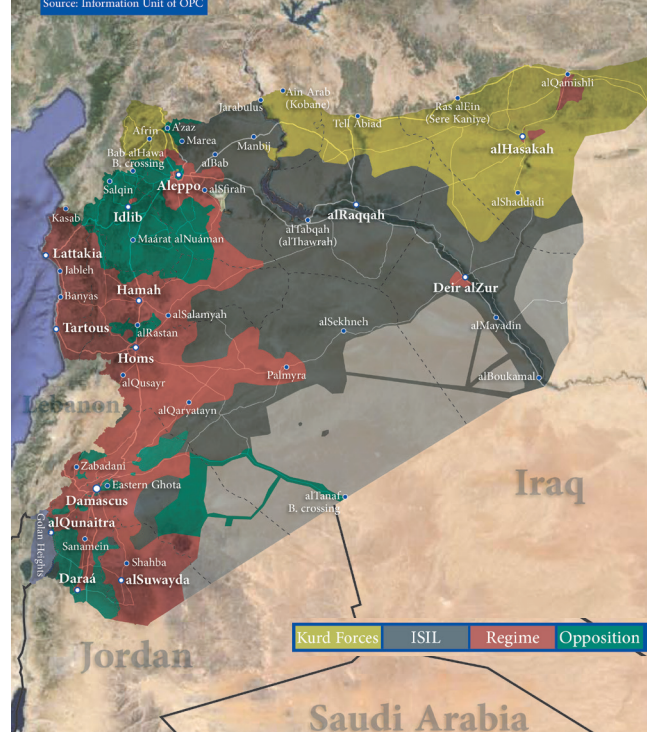 Source: Information Unit of OPC
alQamishli
Ain Arab
(Kobane)
Jarabulus
Ras alEin
(Sere Kaniye)
Tell Abiad
Afrin
A'zaz
Marea
Manbij
alHasakah
Bab alHawa
B. crossing
alBab
Aleppo
alSfirah
Salqin
alShaddadi
Idlib
Kasab
alRaqqah
alTabqah
(alThawrah)
Maárat alNuáman
Lattakia
Jableh
Deir alZur
Hamah
Banyas
alSalamyah
alMayadin
Tartous
alRastan
alSekhneh
Homs
alQusayr
Palmyra
alBoukamal
Lebanon
alQaryatayn
Zabadani
Eastern Ghota
Damascus
Iraq
alTanaf
B. crossing
alQunaitra
Golan Heights
Sanamein
Shahba
Daraá
alSuwayda
Kurd Forces
ISIL
Regime
Opposition
Jordan
Saudi Arabia